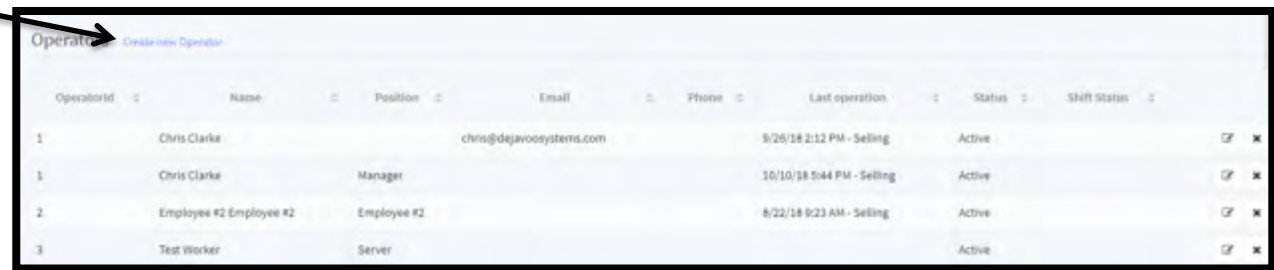 Operators Create new Operator
OperatorId Name Position Email Phone Last operation Status Shift Status
1 Chris Clarke chris@dejavoosystems.com 9/26/18 2:12 PM - Selling Active
1 Chris Clarke Manager 10/10/18 5:44 PM - Selling Active
2 Employee #2 Employee #2 Employee #2 8/22/18 9:23 AM - Selling Active
3 Test Worker Server Active